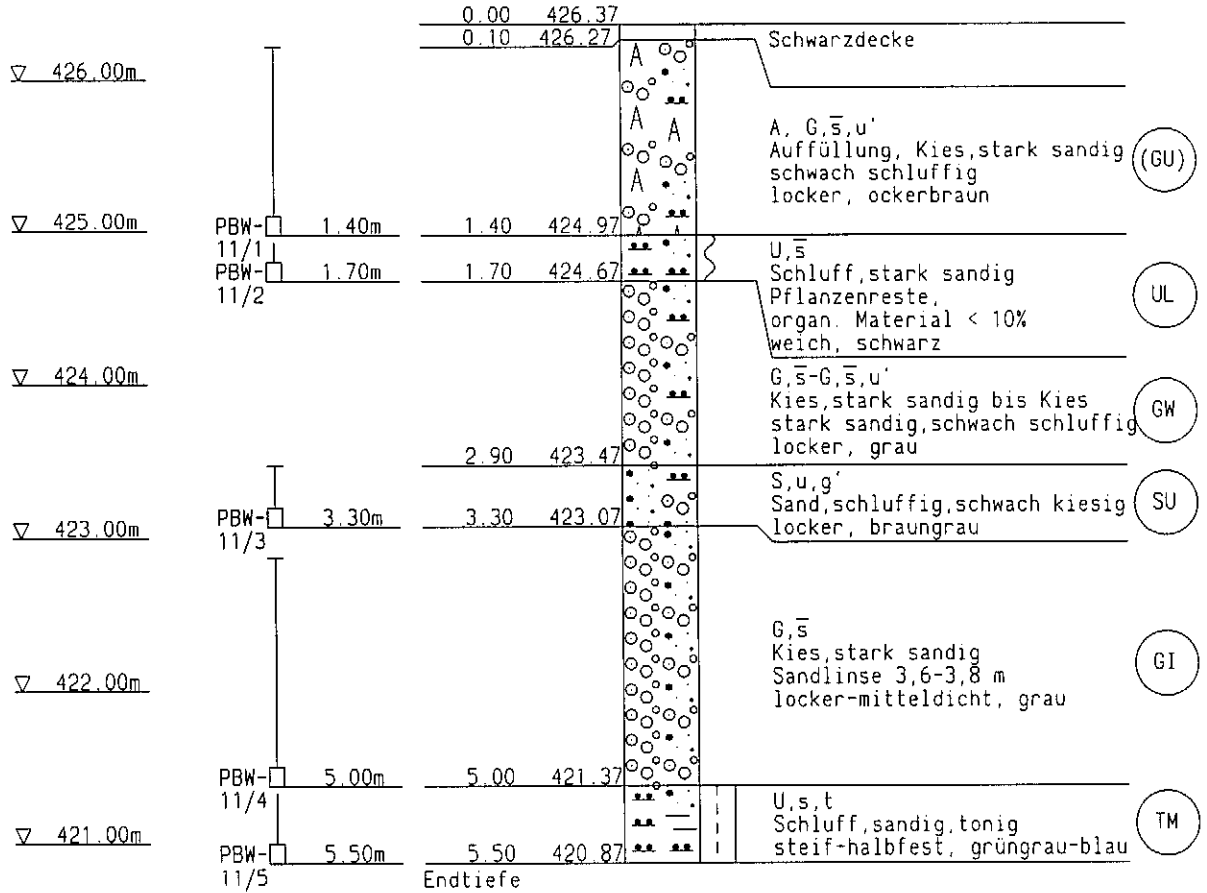 0.00 426.37
0.10 426.27 Schwarzdecke
426.00m
A, G,s̅,u'
Auffüllung, Kies,stark sandig
schwach schluffig
locker, ockerbraun
(GU)
425.00m PBW-11/1 1.40m 1.40 424.97
U,s̅
Schluff,stark sandig
Pflanzenreste,
organ. Material < 10%
weich, schwarz
UL
PBW-11/2 1.70m 1.70 424.67
424.00m
G,s̅-G,s̅,u'
Kies,stark sandig bis Kies
stark sandig,schwach schluffig
locker, grau
GW
2.90 423.47
S,u,g'
Sand,schluffig,schwach kiesig
locker, braungrau
SU
423.00m PBW-11/3 3.30m 3.30 423.07
G,s̅
Kies,stark sandig
Sandlinse 3,6-3,8 m
locker-mitteldicht, grau
GI
422.00m
PBW-11/4 5.00m 5.00 421.37
U,s,t
Schluff,sandig,tonig
steif-halbfest, grüngrau-blau
TM
421.00m
PBW-11/5 5.50m 5.50 420.87
Endtiefe